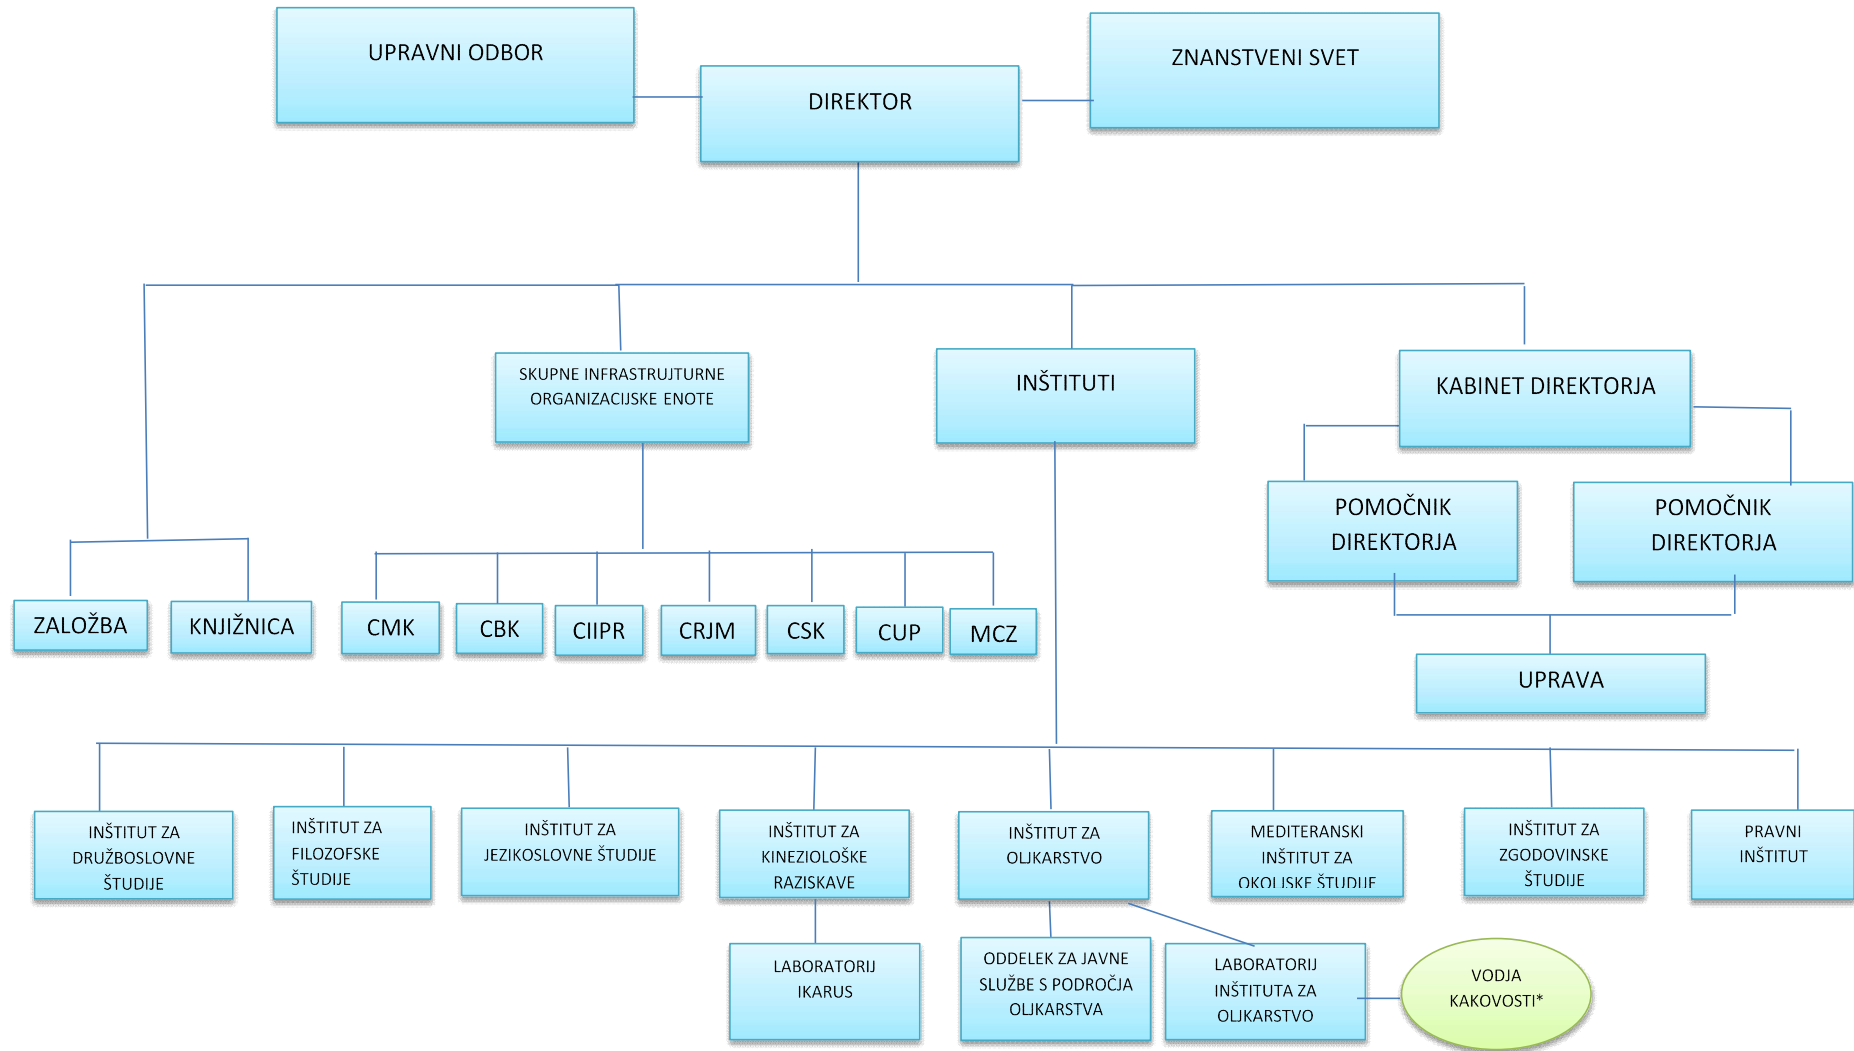 UPRAVNI ODBOR
ZNANSTVENI SVET
DIREKTOR
SKUPNE INFRASTRUJTURNE
ORGANIZACIJSKE ENOTE
INŠTITUTI
KABINET DIREKTORJA
POMOČNIK
DIREKTORJA
POMOČNIK
DIREKTORJA
ZALOŽBA
KNJIŽNICA
CMK
CBK
CIIPR
CRJM
CSK
CUP
MCZ
UPRAVA
INŠTITUT ZA
DRUŽBOSLOVNE
ŠTUDIJE
INŠTITUT ZA
FILOZOFSKE
ŠTUDIJE
INŠTITUT ZA
JEZIKOSLOVNE ŠTUDIJE
INŠTITUT ZA
KINEZIOLOŠKE
RAZISKAVE
INŠTITUT ZA
OLJKARSTVO
MEDITERANSKI
INŠTITUT ZA
OKOLJSKE ŠTUDIJE
INŠTITUT ZA
ZGODOVINSKE
ŠTUDIJE
PRAVNI
INŠTITUT
LABORATORIJ
IKARUS
ODDELEK ZA JAVNE
SLUŽBE S PODROČJA
OLJKARSTVA
LABORATORIJ
INŠTITUTA ZA
OLJKARSTVO
VODJA
KAKOVOSTI*